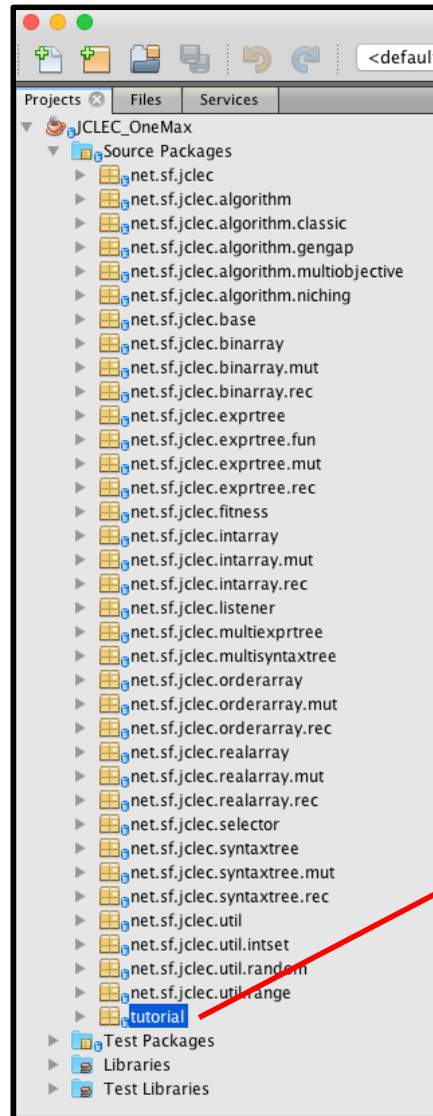 <default
Projects Files Services
JCLEC_OneMax
Source Packages
net.sf.jclec
net.sf.jclec.algorithm
net.sf.jclec.algorithm.classic
net.sf.jclec.algorithm.gengap
net.sf.jclec.algorithm.multiobjective
net.sf.jclec.algorithm.niching
net.sf.jclec.base
net.sf.jclec.binarray
net.sf.jclec.binarray.mut
net.sf.jclec.binarray.rec
net.sf.jclec.exprtree
net.sf.jclec.exprtree.fun
net.sf.jclec.exprtree.mut
net.sf.jclec.exprtree.rec
net.sf.jclec.fitness
net.sf.jclec.intarray
net.sf.jclec.intarray.mut
net.sf.jclec.intarray.rec
net.sf.jclec.listener
net.sf.jclec.multiexprtree
net.sf.jclec.multisyntaxtree
net.sf.jclec.orderarray
net.sf.jclec.orderarray.mut
net.sf.jclec.orderarray.rec
net.sf.jclec.realarray
net.sf.jclec.realarray.mut
net.sf.jclec.realarray.rec
net.sf.jclec.selector
net.sf.jclec.syntaxtree
net.sf.jclec.syntaxtree.mut
net.sf.jclec.syntaxtree.rec
net.sf.jclec.util
net.sf.jclec.util.intset
net.sf.jclec.util.random
net.sf.jclec.util.range
tutorial
Test Packages
Libraries
Test Libraries